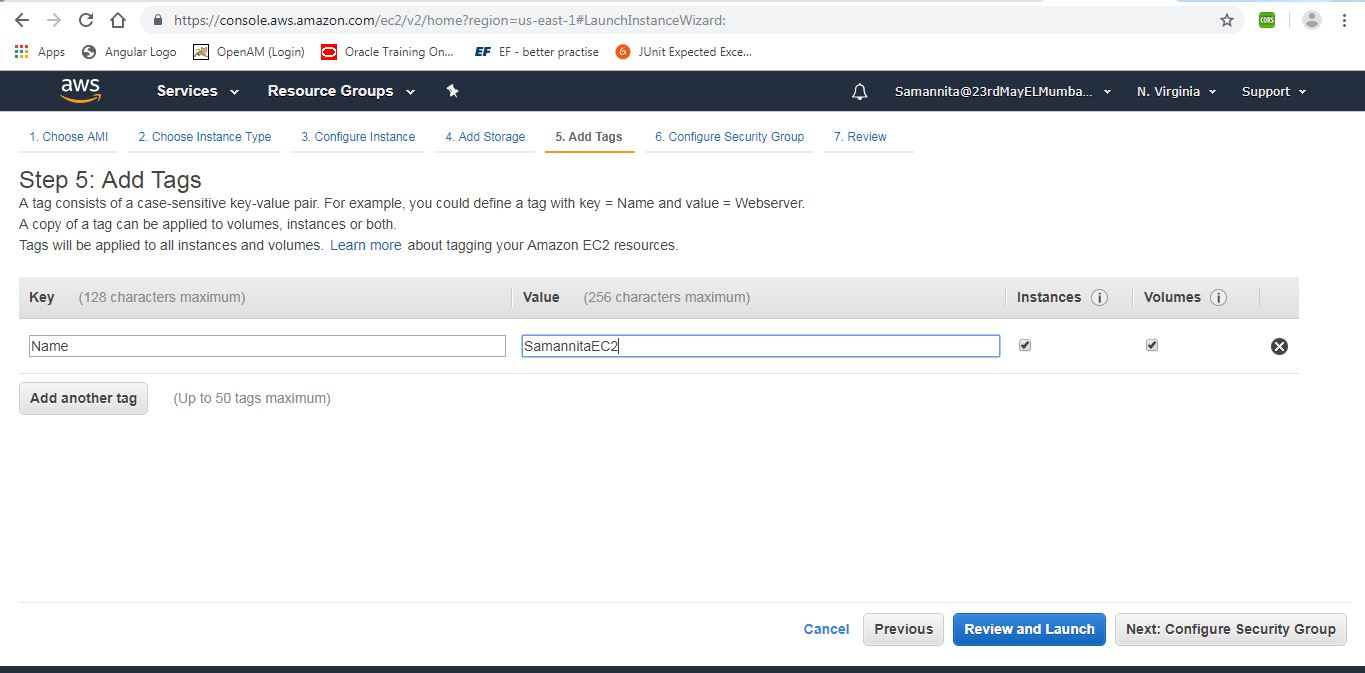 https://console.aws.amazon.com/ec2/v2/home?region=us-east-1#LaunchInstanceWizard:
CORS
Apps Angular Logo OpenAM (Login) Oracle Training On... EF EF - better practise JUnit Expected Exce...
aws Services Resource Groups Samannita@23rdMayELMumba... N. Virginia Support
1. Choose AMI 2. Choose Instance Type 3. Configure Instance 4. Add Storage 5. Add Tags 6. Configure Security Group 7. Review
Step 5: Add Tags
A tag consists of a case-sensitive key-value pair. For example, you could define a tag with key = Name and value = Webserver.
A copy of a tag can be applied to volumes, instances or both.
Tags will be applied to all instances and volumes. Learn more about tagging your Amazon EC2 resources.
Key (128 characters maximum) Value (256 characters maximum) Instances i Volumes i
Name SamannitaEC2
Add another tag (Up to 50 tags maximum)
Cancel Previous Review and Launch Next: Configure Security Group